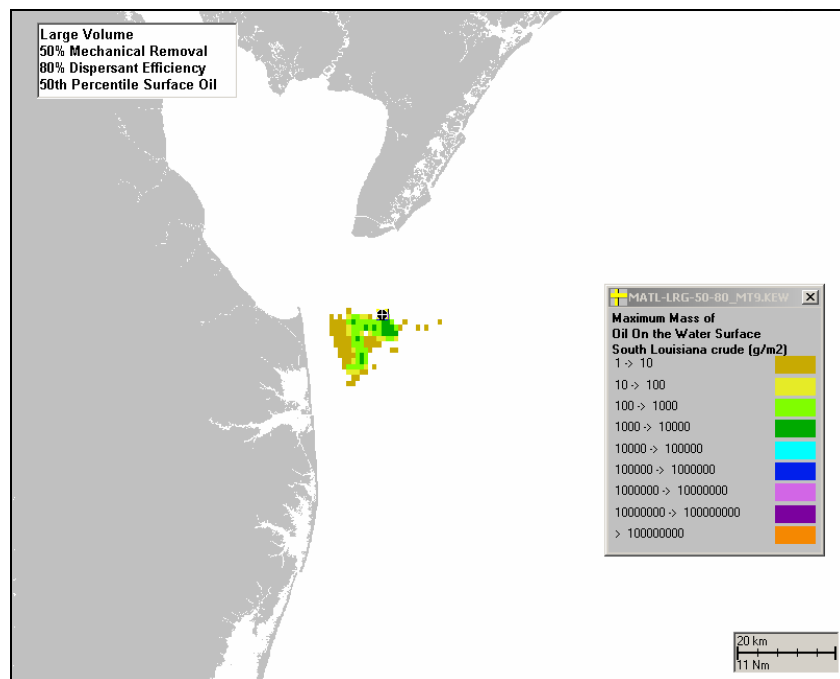 Large Volume
50% Mechanical Removal
80% Dispersant Efficiency
50th Percentile Surface Oil
MATL-LRG-50-80_MT9.KEW
Maximum Mass of
Oil On the Water Surface
South Louisiana crude (g/m2)
1 -> 10
10 -> 100
100 -> 1000
1000 -> 10000
10000 -> 100000
100000 -> 1000000
1000000 -> 10000000
10000000 -> 100000000
> 100000000
20 km
11 Nm